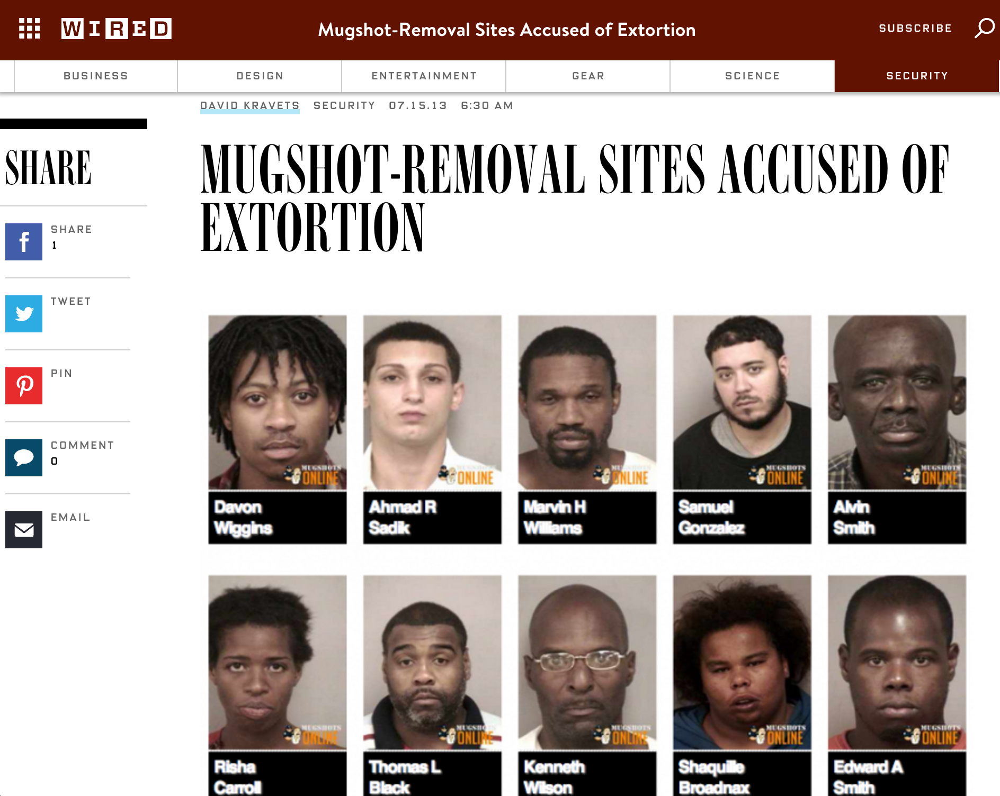 WIRED
Mugshot-Removal Sites Accused of Extortion
SUBSCRIBE
BUSINESS
DESIGN
ENTERTAINMENT
GEAR
SCIENCE
SECURITY
DAVID KRAVETS SECURITY 07.15.13 6:30 AM
MUGSHOT-REMOVAL SITES ACCUSED OF
EXTORTION
SHARE
SHARE
1
TWEET
PIN
COMMENT
0
EMAIL
MUGSHOTS
ONLINE
MUGSHOTS
ONLINE
MUGSHOTS
ONLINE
MUGSHOTS
ONLINE
MUGSHOTS
ONLINE
Davon
Wiggins
Ahmad R
Sadik
Marvin H
Williams
Samuel
Gonzalez
Alvin
Smith
MUGSHOTS
ONLINE
MUGSHOTS
ONLINE
MUGSHOTS
ONLINE
MUGSHOTS
ONLINE
MUGSHOTS
ONLINE
Risha
Carroll
Thomas L
Black
Kenneth
Wilson
Shaquille
Broadnax
Edward A
Smith